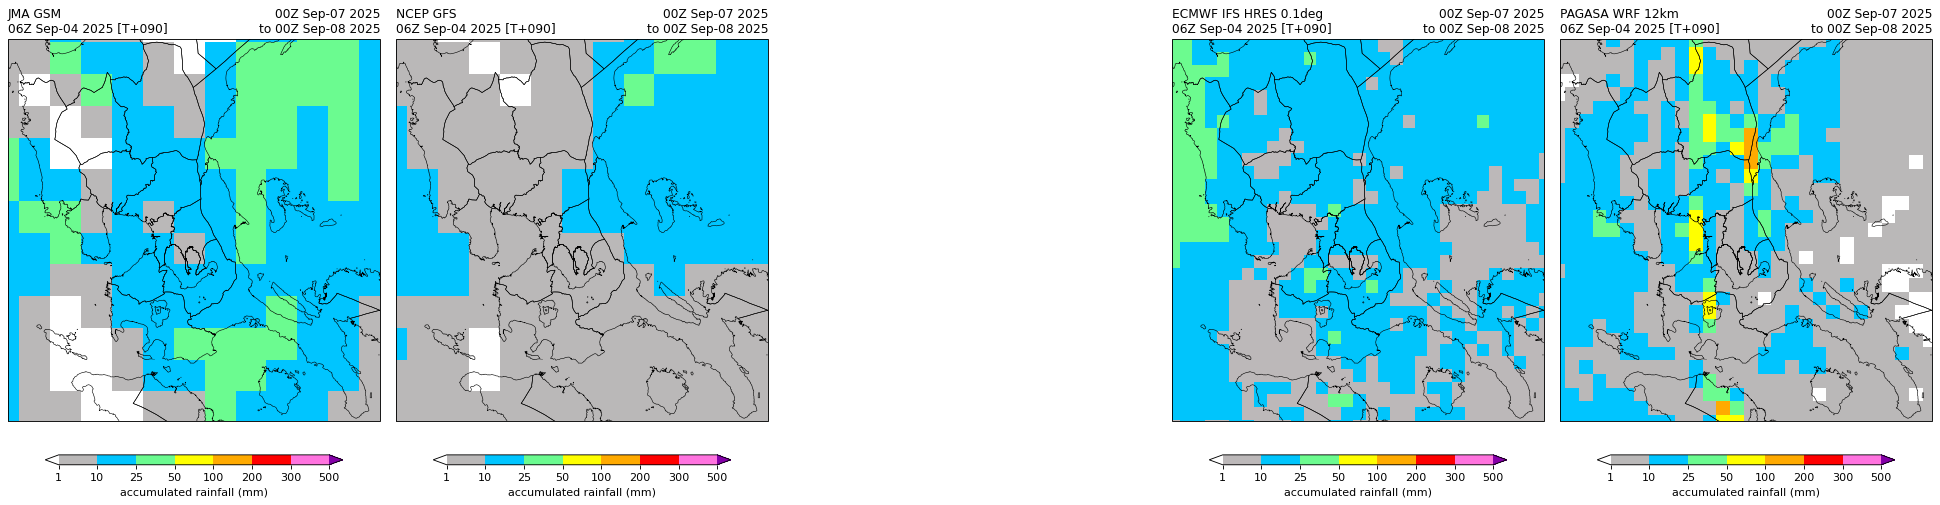 JMA GSM 00Z Sep-07 2025
06Z Sep-04 2025 [T+090] to 00Z Sep-08 2025
NCEP GFS 00Z Sep-07 2025
06Z Sep-04 2025 [T+090] to 00Z Sep-08 2025
ECMWF IFS HRES 0.1deg 00Z Sep-07 2025
06Z Sep-04 2025 [T+090] to 00Z Sep-08 2025
PAGASA WRF 12km 00Z Sep-07 2025
06Z Sep-04 2025 [T+090] to 00Z Sep-08 2025
1 10 25 50 100 200 300 500
accumulated rainfall (mm)
1 10 25 50 100 200 300 500
accumulated rainfall (mm)
1 10 25 50 100 200 300 500
accumulated rainfall (mm)
1 10 25 50 100 200 300 500
accumulated rainfall (mm)